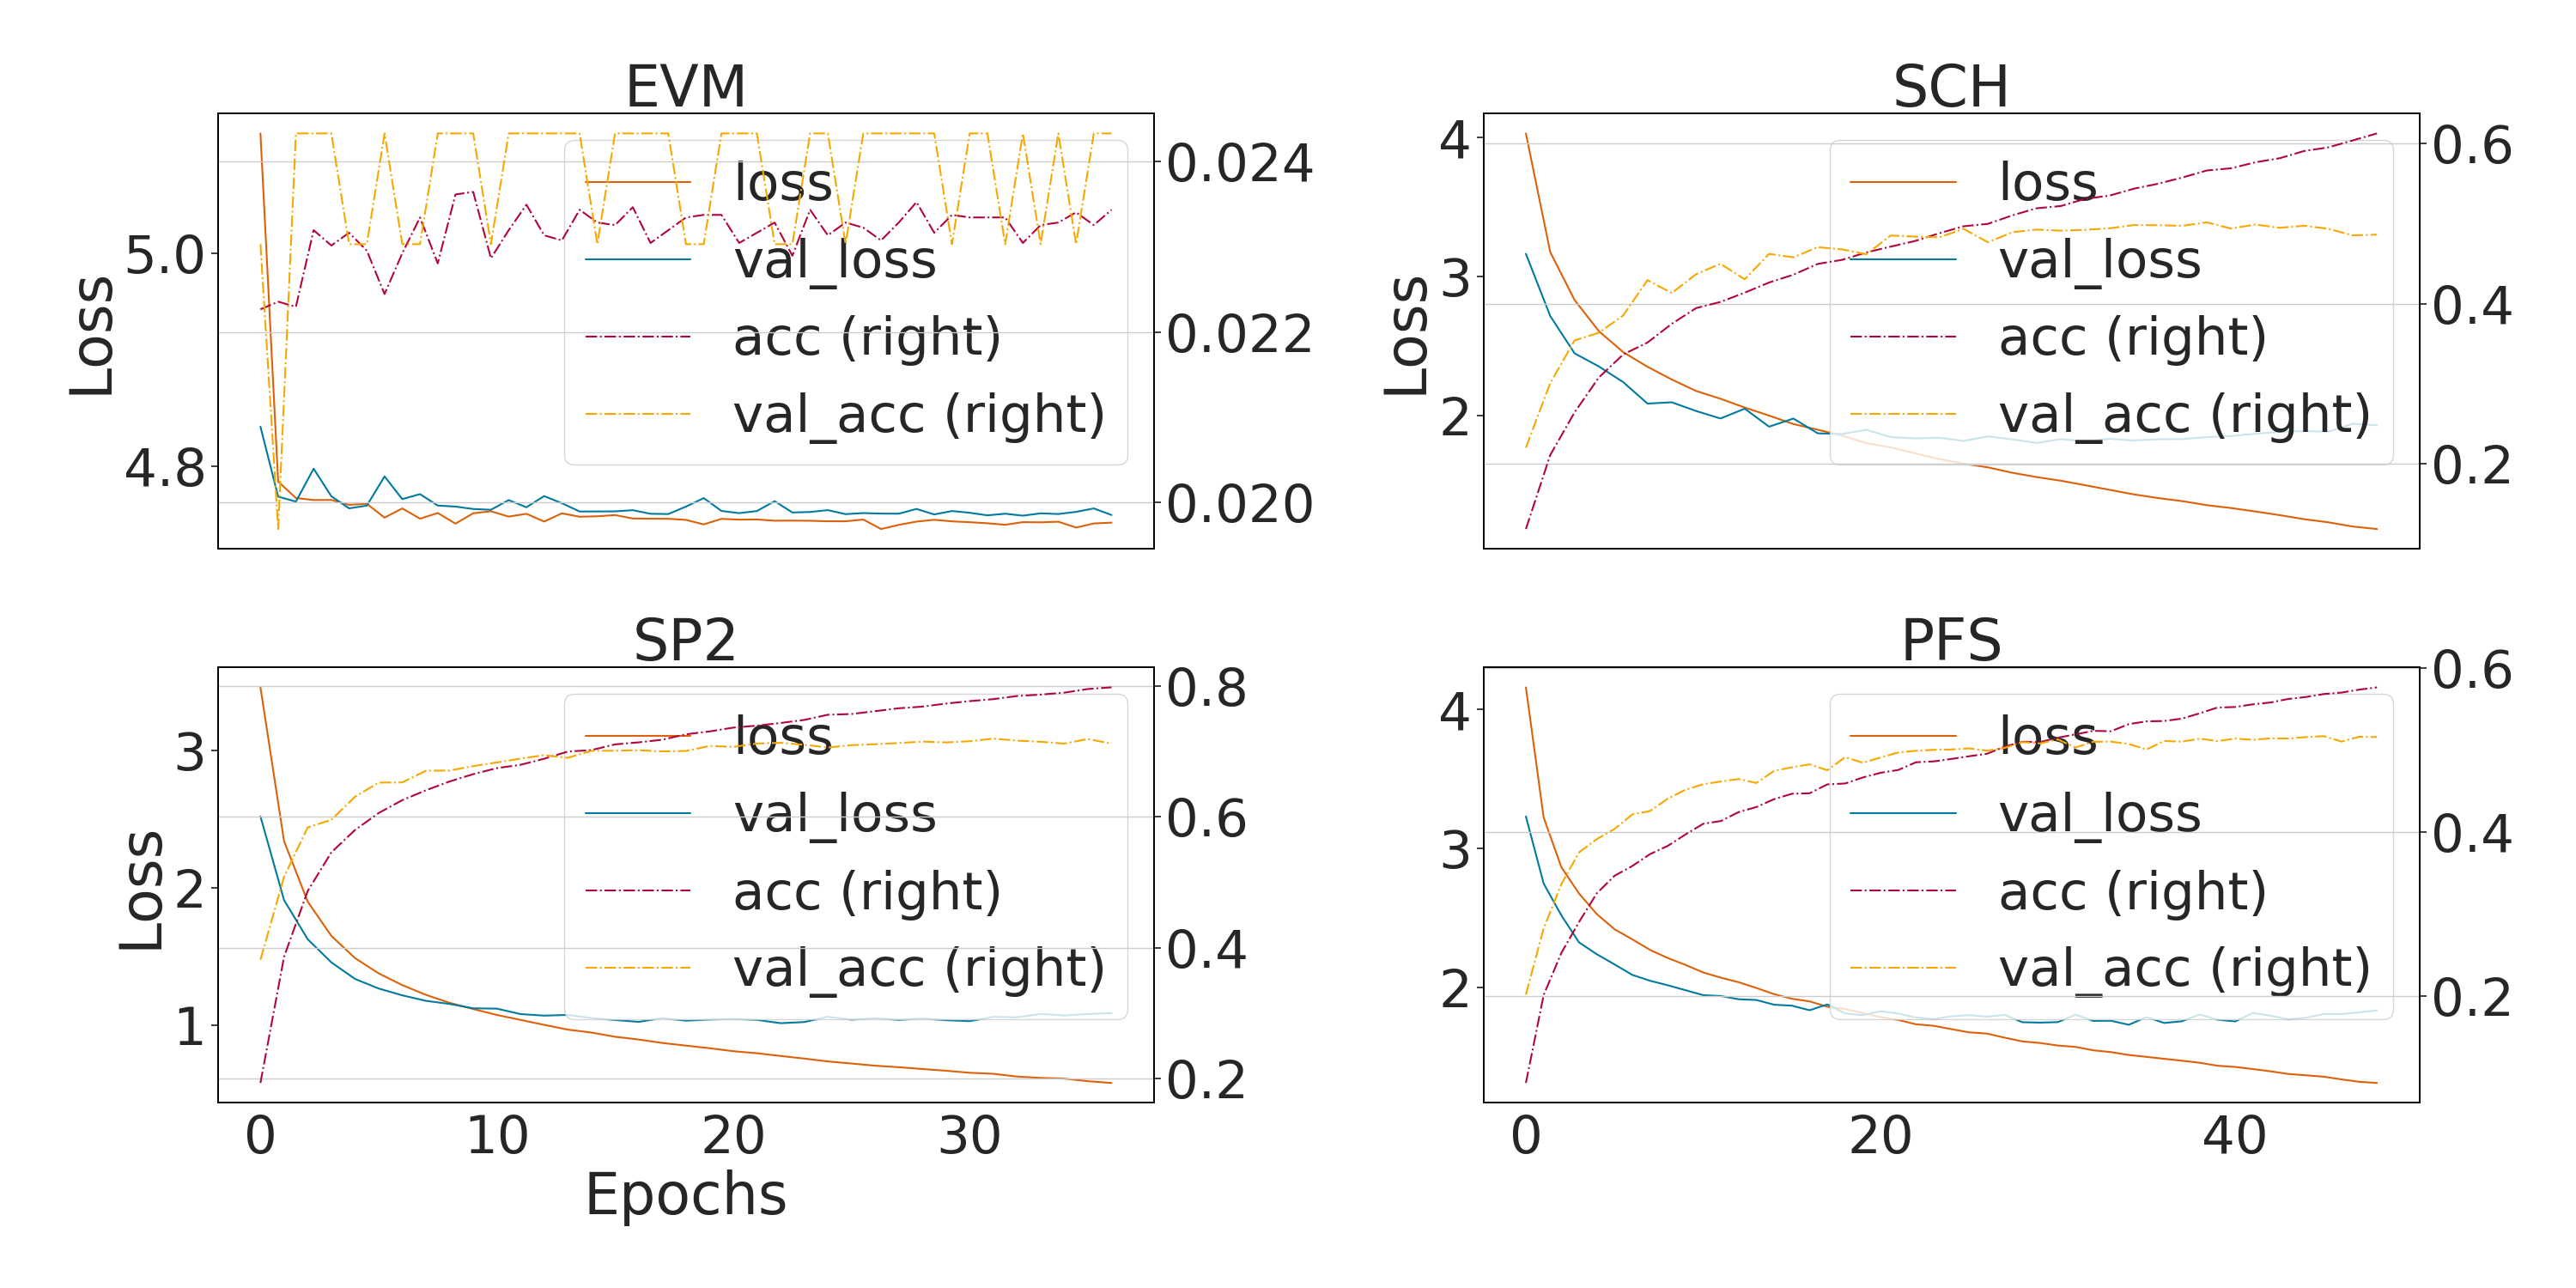 EVM
Loss
5.0
4.8
0.024
0.022
0.020
loss
val_loss
acc (right)
val_acc (right)
SCH
Loss
4
3
2
0.6
0.4
0.2
loss
val_loss
acc (right)
val_acc (right)
SP2
Loss
3
2
1
0.8
0.6
0.4
0.2
loss
val_loss
acc (right)
val_acc (right)
0 10 20 30
Epochs
PFS
4
3
2
0.6
0.4
0.2
loss
val_loss
acc (right)
val_acc (right)
0 20 40